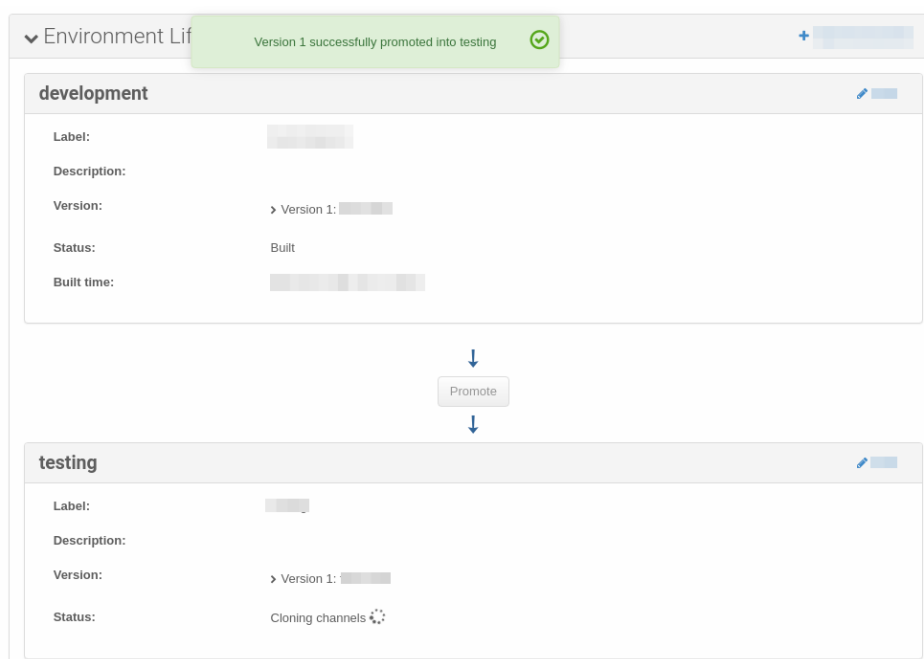 Environment Lif
Version 1 successfully promoted into testing
development
Label:
Description:
Version: Version 1:
Status: Built
Built time:
Promote
testing
Label:
Description:
Version: Version 1:
Status: Cloning channels